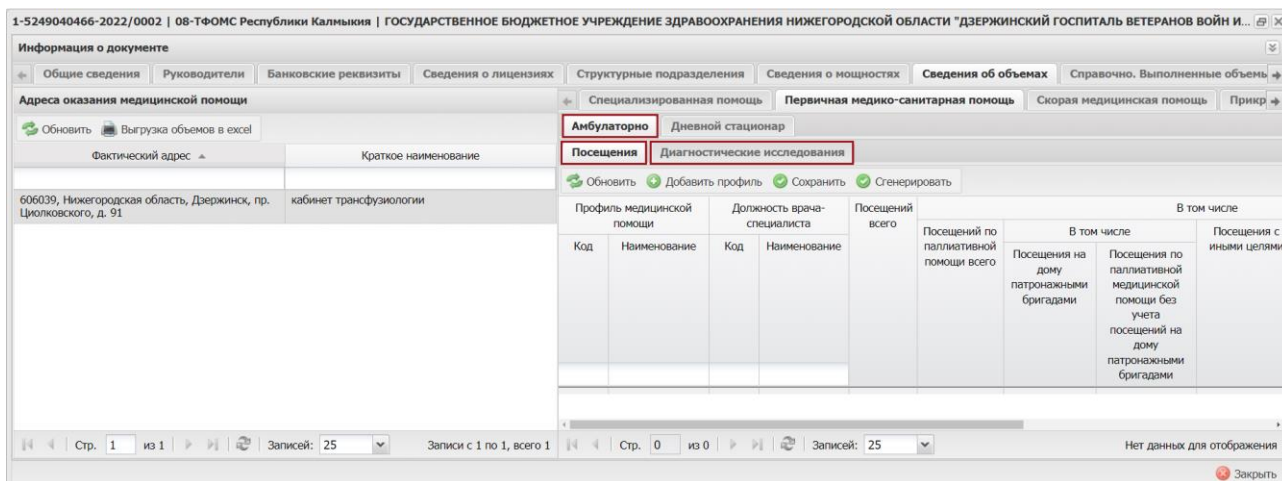 1-5249040466-2022/0002 | 08-ТФОМС Республики Калмыкия | ГОСУДАРСТВЕННОЕ БЮДЖЕТНОЕ УЧРЕЖДЕНИЕ ЗДРАВООХРАНЕНИЯ НИЖЕГОРОДСКОЙ ОБЛАСТИ "ДЗЕРЖИНСКИЙ ГОСПИТАЛЬ ВЕТЕРАНОВ ВОЙН И...
Информация о документе
Общие сведения Руководители Банковские реквизиты Сведения о лицензиях Структурные подразделения Сведения о мощностях Сведения об объемах Справочно. Выполненные объемь
Адреса оказания медицинской помощи
Обновить Выгрузка объемов в excel
Фактический адрес Краткое наименование
606039, Нижегородская область, Дзержинск, пр. Циолковского, д. 91
кабинет трансфузиологии
Стр. 1 из 1 Записей: 25 Записи с 1 по 1, всего 1
Специализированная помощь Первичная медико-санитарная помощь Скорая медицинская помощь Прикр
Амбулаторно Дневной стационар
Посещения Диагностические исследования
Обновить Добавить профиль Сохранить Сгенерировать
Профиль медицинской помощи
Должность врача-специалиста
Посещений всего
В том числе
Код Наименование Код Наименование
Посещений по паллиативной помощи всего
В том числе
Посещения с иными целями
Посещения на дому патронажными бригадами
Посещения по паллиативной медицинской помощи без учета посещений на дому патронажными бригадами
Стр. 0 из 0 Записей: 25 Нет данных для отображения
Закрыть